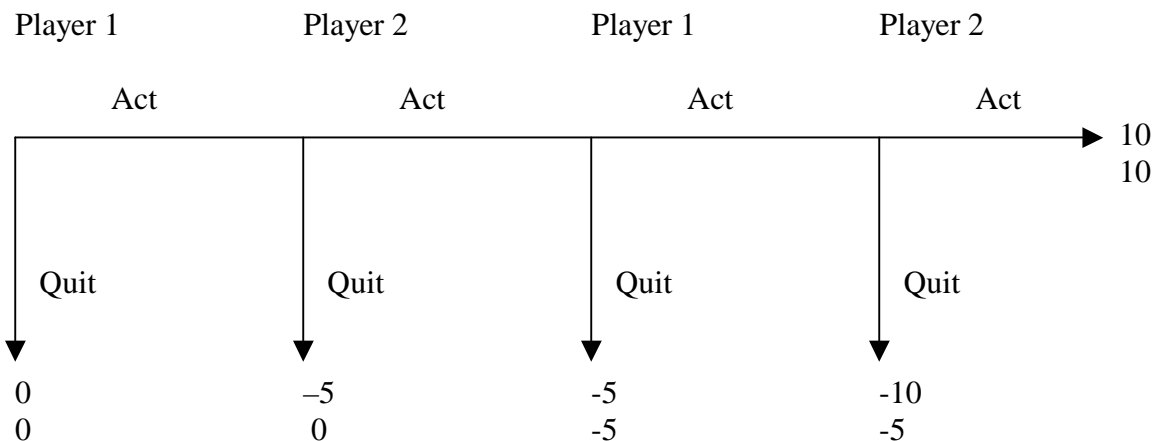 Player 1 Player 2 Player 1 Player 2
Act Act Act Act
10
10
Quit Quit Quit Quit
0 –5 -5 -10
0 0 -5 -5